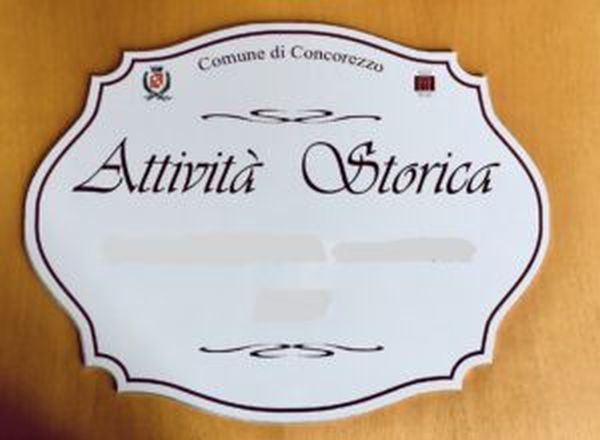 Comune di Concorezzo
Attività Storica